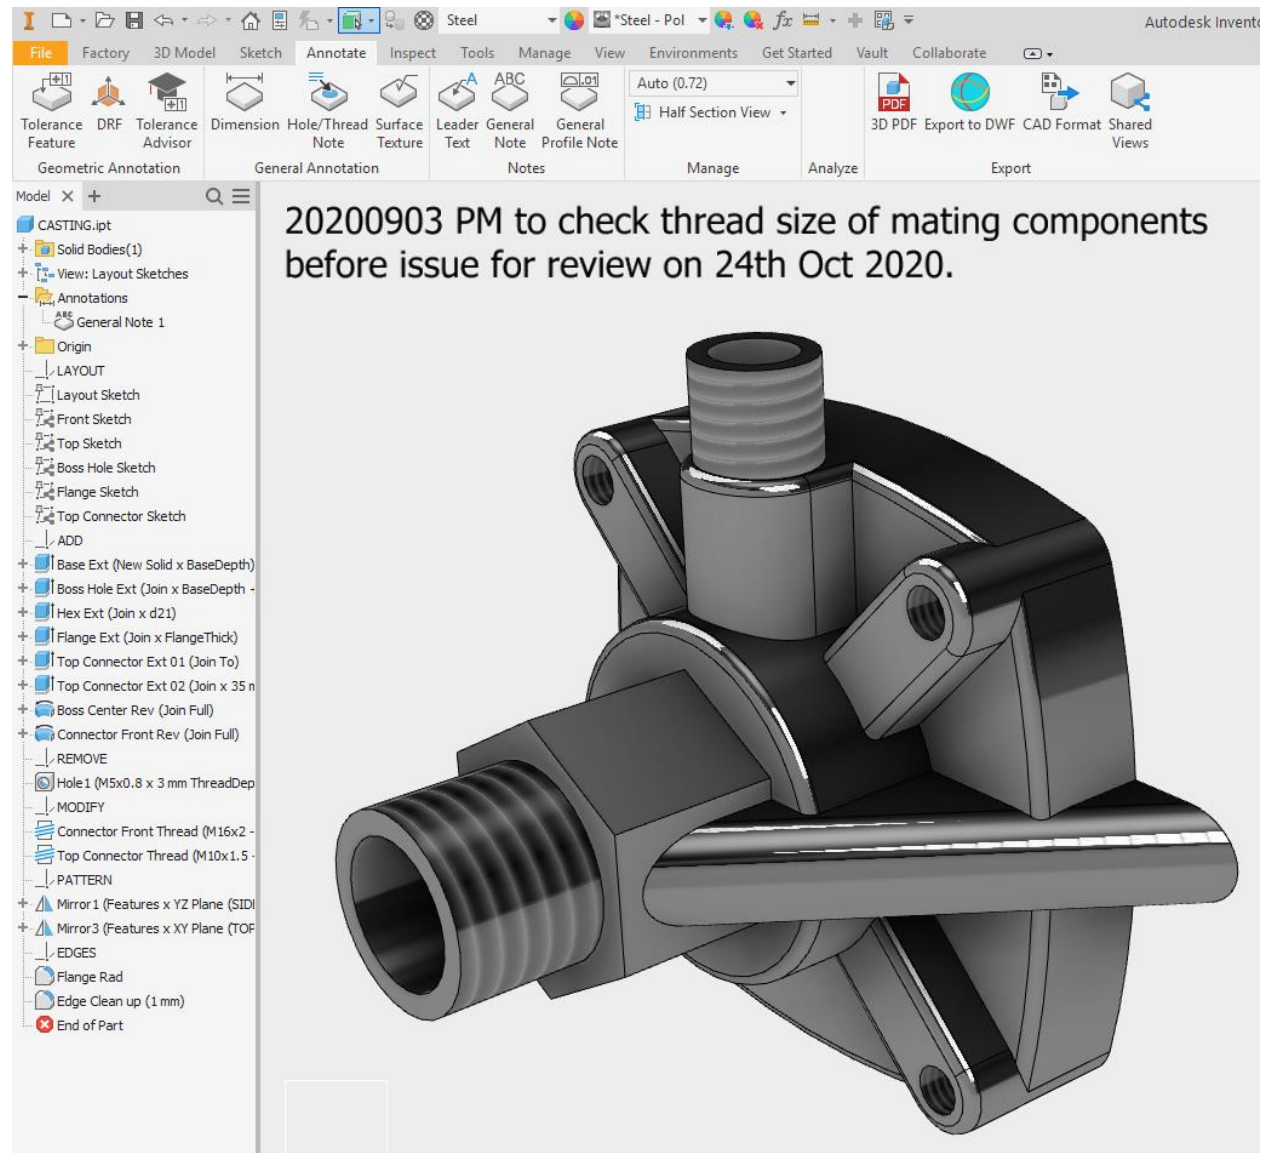 Steel
*Steel - Pol
fx
Autodesk Invento
File Factory 3D Model Sketch Annotate Inspect Tools Manage View Environments Get Started Vault Collaborate
Tolerance Feature
DRF
Tolerance Advisor
Dimension
Hole/Thread Note
Surface Texture
Leader Text
General Note
General Profile Note
Auto (0.72)
Half Section View
3D PDF
Export to DWF
CAD Format
Shared Views
Geometric Annotation General Annotation Notes Manage Analyze Export
Model
CASTING.ipt
Solid Bodies(1)
View: Layout Sketches
Annotations
General Note 1
Origin
LAYOUT
Layout Sketch
Front Sketch
Top Sketch
Boss Hole Sketch
Flange Sketch
Top Connector Sketch
ADD
Base Ext (New Solid x BaseDepth)
Boss Hole Ext (Join x BaseDepth -
Hex Ext (Join x d21)
Flange Ext (Join x FlangeThick)
Top Connector Ext 01 (Join To)
Top Connector Ext 02 (Join x 35 m
Boss Center Rev (Join Full)
Connector Front Rev (Join Full)
REMOVE
Hole1 (M5x0.8 x 3 mm ThreadDep
MODIFY
Connector Front Thread (M16x2 -
Top Connector Thread (M10x1.5 -
PATTERN
Mirror1 (Features x YZ Plane (SIDI
Mirror3 (Features x XY Plane (TOP
EDGES
Flange Rad
Edge Clean up (1 mm)
End of Part
20200903 PM to check thread size of mating components
before issue for review on 24th Oct 2020.